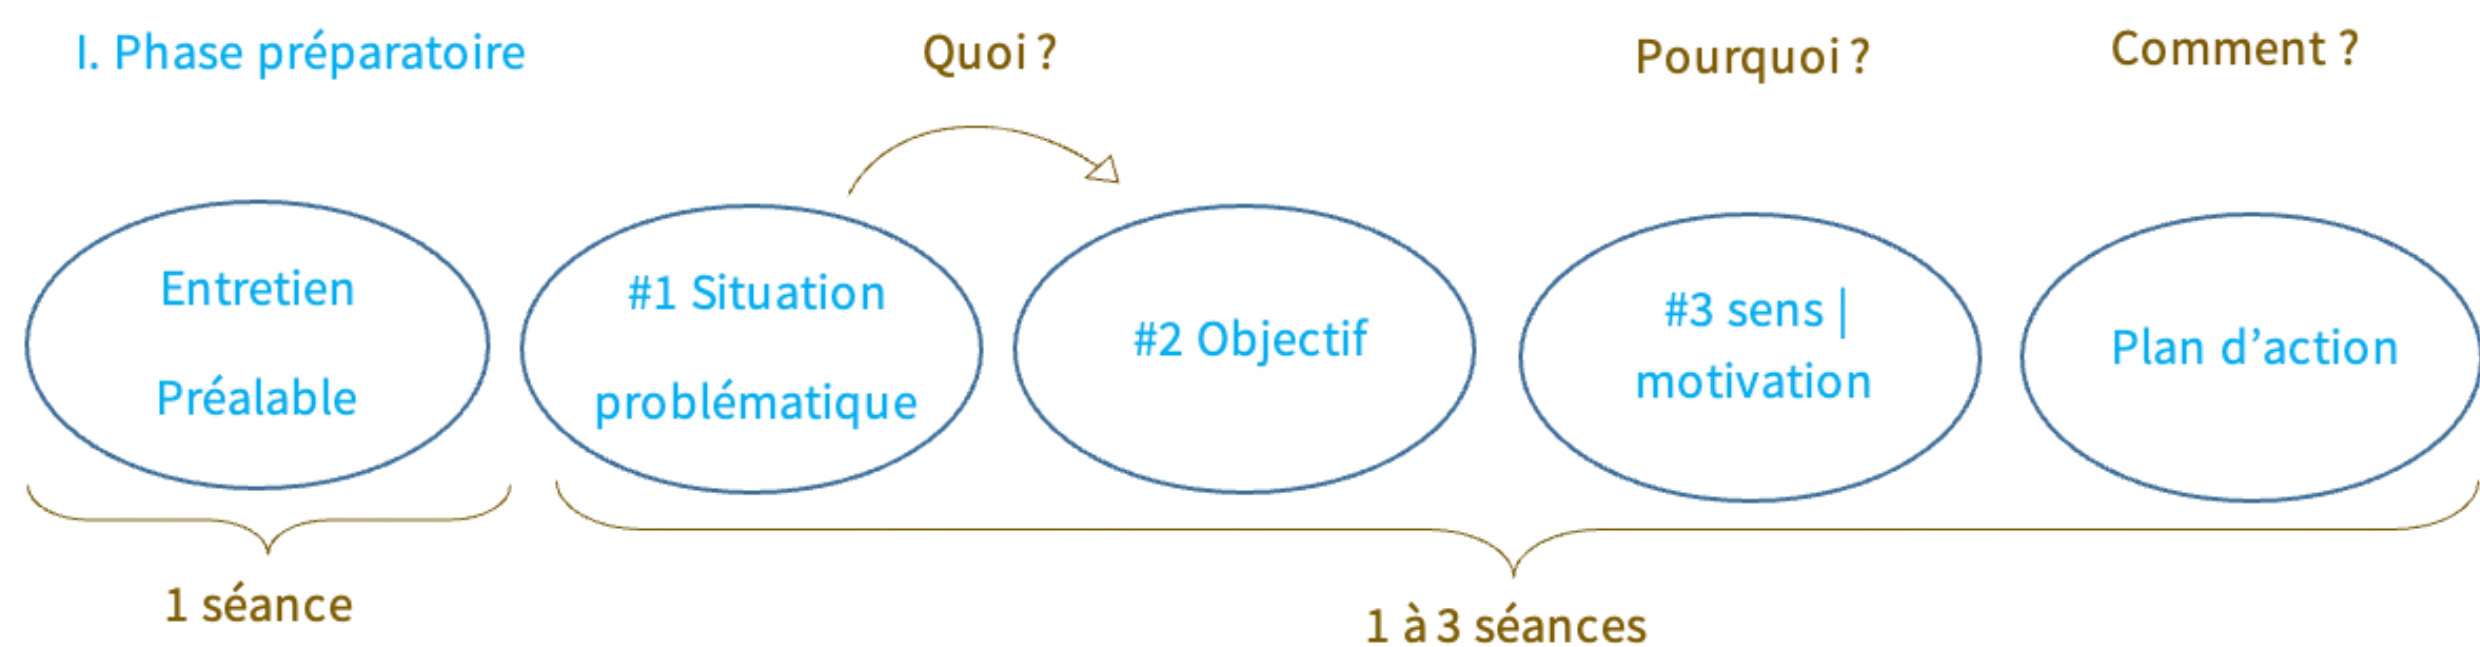 I. Phase préparatoire
Quoi ?
Pourquoi ?
Comment ?
Entretien
Préalable
#1 Situation
problématique
#2 Objectif
#3 sens |
motivation
Plan d’action
1 séance
1 à 3 séances